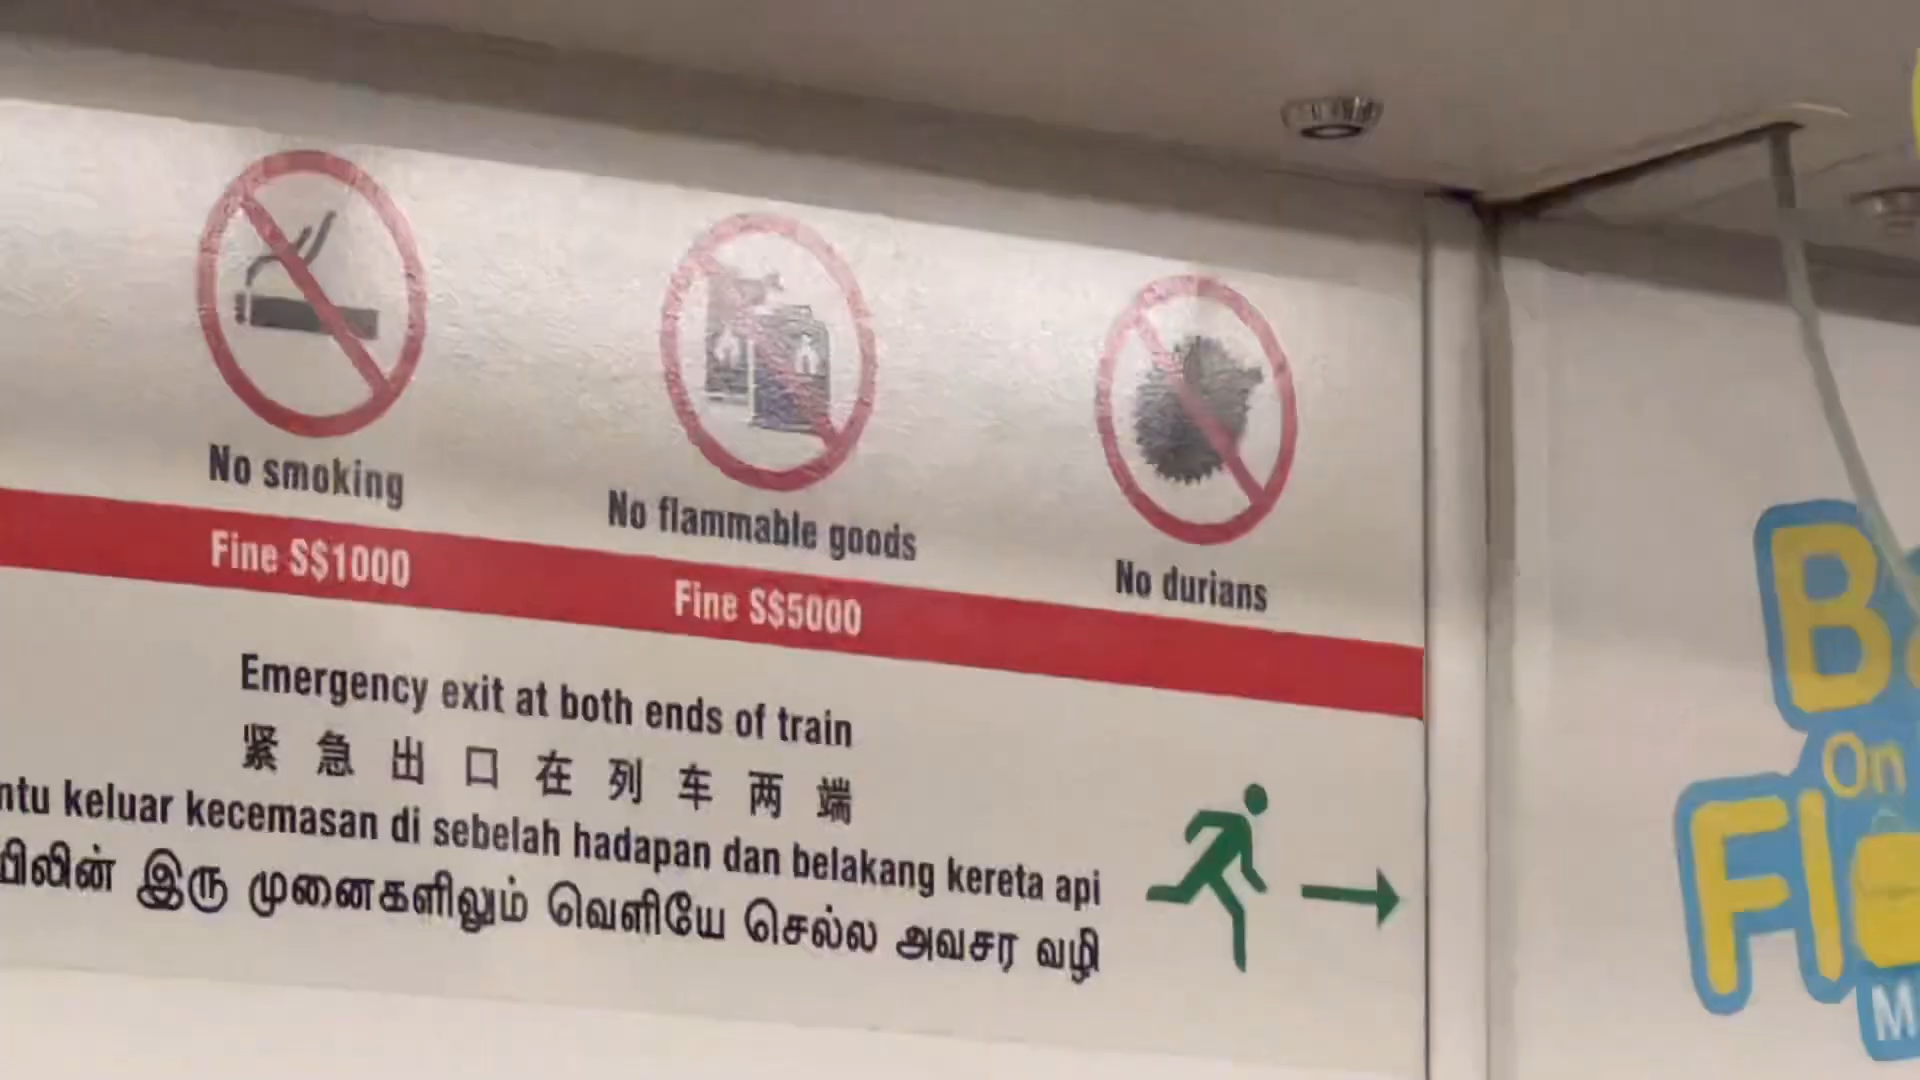 No smoking
No flammable goods
No durians
Fine S$1000
Fine S$5000
Emergency exit at both ends of train
紧急出口在列车两端
keluar kecemasan di sebelah hadapan dan belakang kereta api
இரு முனைகளிலும் வெளியே செல்ல அவசர வழி
On